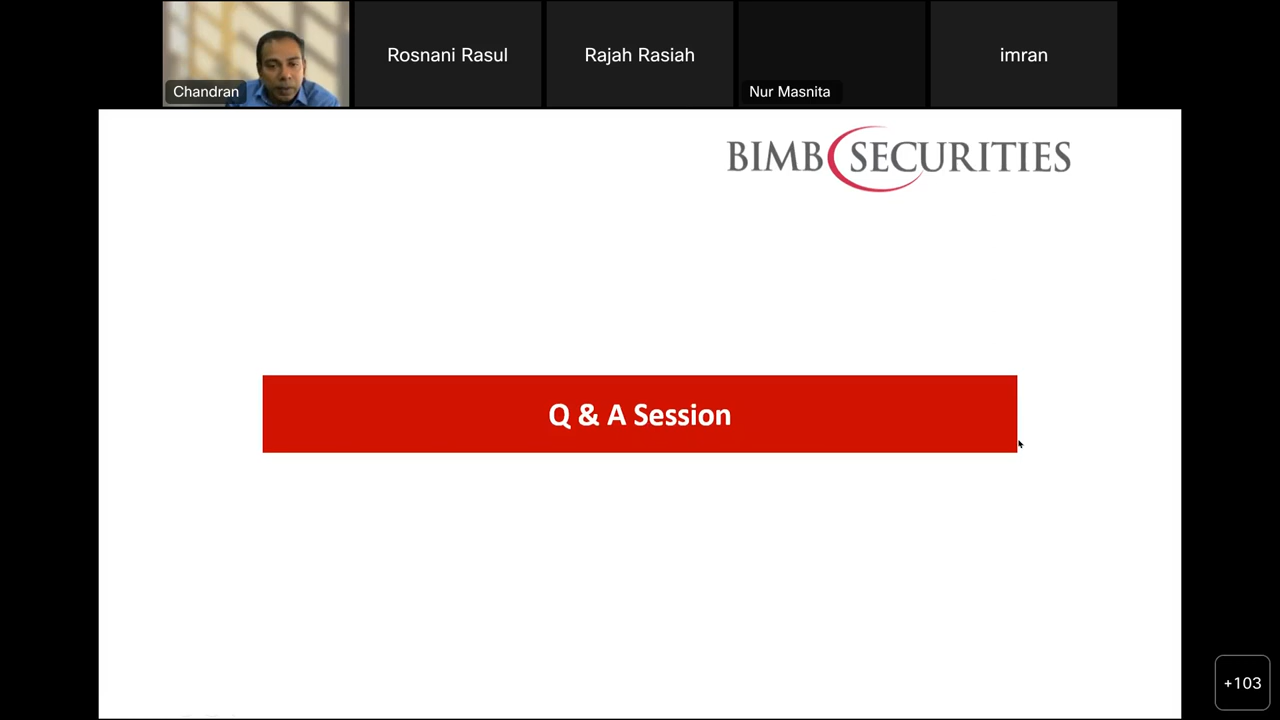 Chandran
Rosnani Rasul
Rajah Rasiah
Nur Masnita
imran
BIMB SECURITIES
Q & A Session
+103